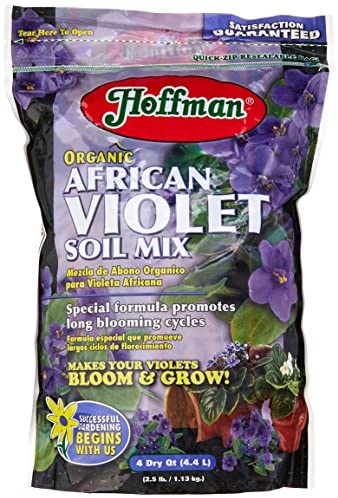 Tear Here To Open
SATISFACTION
GUARANTEED
QUICK-ZIP RESEALABLE BAG!
Hoffman®
ORGANIC
AFRICAN
VIOLET
SOIL MIX
Mezcla de Abono Organico
para Violeta Africana
Special formula promotes
long blooming cycles
Formula especial que promueve
largos ciclos de florecimiento
MAKES YOUR VIOLETS
BLOOM & GROW!
SUCCESSFUL
GARDENING
BEGINS
WITH US
4 Dry Qt (4.4 L)
(2.5 lb. / 1.13 kg.)